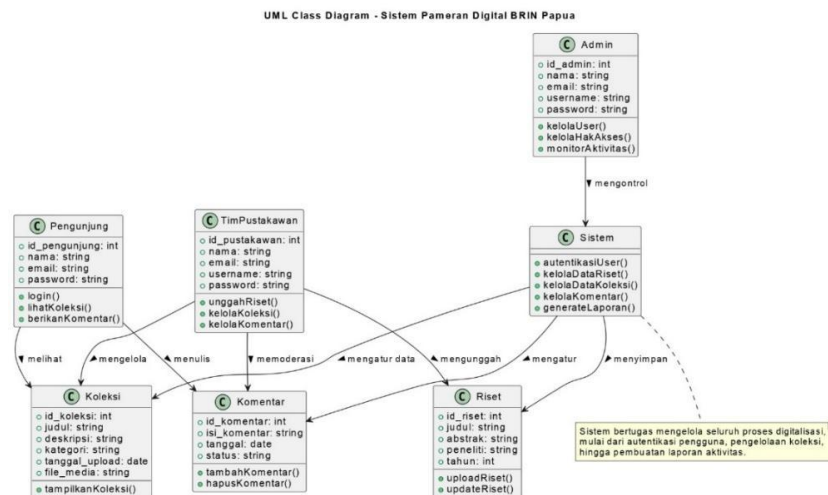 UML Class Diagram - Sistem Pameran Digital BRIN Papua
C Admin
id_admin: int
nama: string
email: string
username: string
password: string
kelolaUser()
kelolaHakAkses()
monitorAktivitas()
mengontrol
C Pengunjung
id_pengunjung: int
nama: string
email: string
password: string
login()
lihatKoleksi()
berikanKomentar()
C TimPustakawan
id_pustakawan: int
nama: string
email: string
username: string
password: string
unggahRiset()
kelolaKoleksi()
kelolaKomentar()
C Sistem
autentikasiUser()
kelolaDataRiset()
kelolaDataKoleksi()
kelolaKomentar()
generateLaporan()
melihat
mengelola
menulis
memoderasi
mengatur data
mengunggah
mengatur
menyimpan
C Koleksi
id_koleksi: int
judul: string
deskripsi: string
kategori: string
tanggal_upload: date
file_media: string
tampilkanKoleksi()
C Komentar
id_komentar: int
isi_komentar: string
tanggal: date
status: string
tambahKomentar()
hapusKomentar()
C Riset
id_riset: int
judul: string
abstrak: string
peneliti: string
tahun: int
uploadRiset()
updateRiset()
Sistem bertugas mengelola seluruh proses digitalisasi,
mulai dari autentikasi pengguna, pengelolaan koleksi,
hingga pembuatan laporan aktivitas.